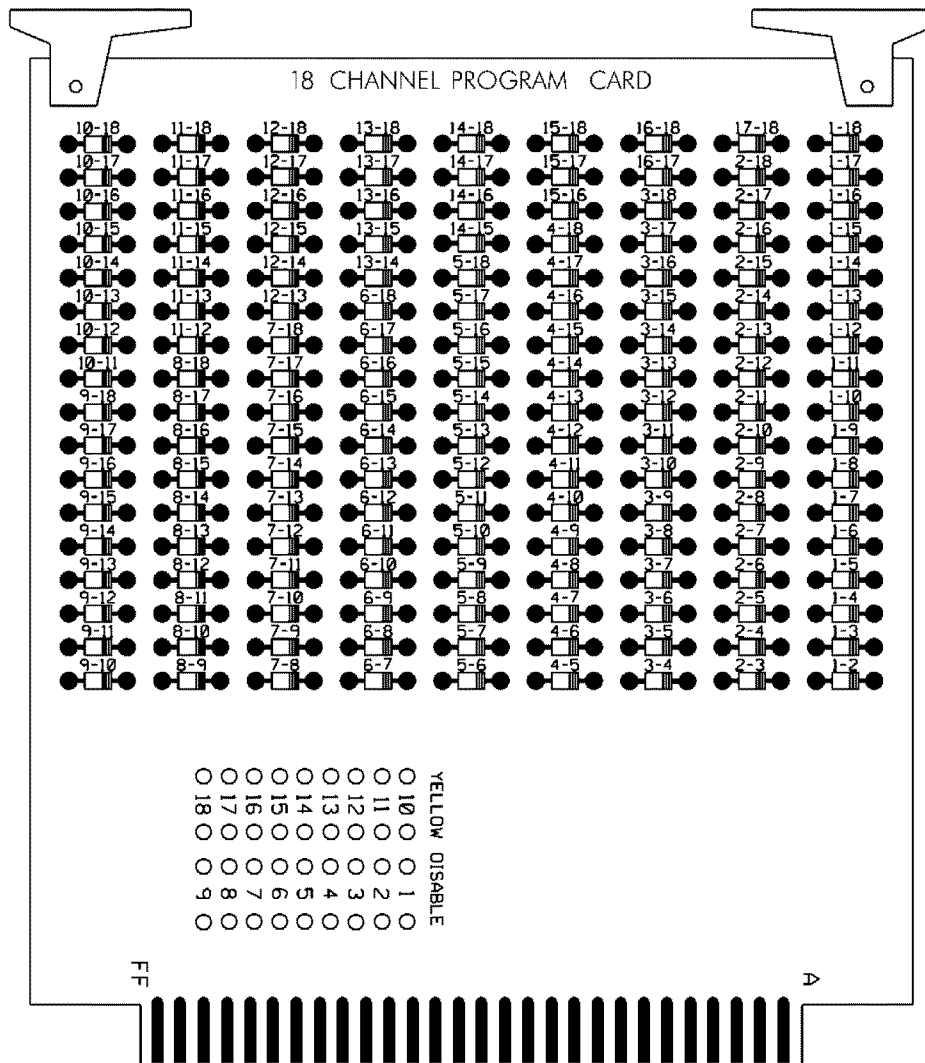 18 CHANNEL PROGRAM CARD
10-18 11-18 12-18 13-18 14-18 15-18 16-18 17-18 1-18
10-17 11-17 12-17 13-17 14-17 15-17 16-17 2-18 1-17
10-16 11-16 12-16 13-16 14-16 15-16 3-18 2-17 1-16
10-15 11-15 12-15 13-15 14-15 4-18 3-17 2-16 1-15
10-14 11-14 12-14 13-14 5-18 4-17 3-16 2-15 1-14
10-13 11-13 12-13 6-18 5-17 4-16 3-15 2-14 1-13
10-12 11-12 7-18 6-17 5-16 4-15 3-14 2-13 1-12
10-11 8-18 7-17 6-16 5-15 4-14 3-13 2-12 1-11
9-18 8-17 7-16 6-15 5-14 4-13 3-12 2-11 1-10
9-17 8-16 7-15 6-14 5-13 4-12 3-11 2-10 1-9
9-16 8-15 7-14 6-13 5-12 4-11 3-10 2-9 1-8
9-15 8-14 7-13 6-12 5-11 4-10 3-9 2-8 1-7
9-14 8-13 7-12 6-11 5-10 4-9 3-8 2-7 1-6
9-13 8-12 7-11 6-10 5-9 4-8 3-7 2-6 1-5
9-12 8-11 7-10 6-9 5-8 4-7 3-6 2-5 1-4
9-11 8-10 7-9 6-8 5-7 4-6 3-5 2-4 1-3
9-10 8-9 7-8 6-7 5-6 4-5 3-4 2-3 1-2
YELLOW DISABLE
10 1
11 2
12 3
13 4
14 5
15 6
16 7
17 8
18 9
FF
A